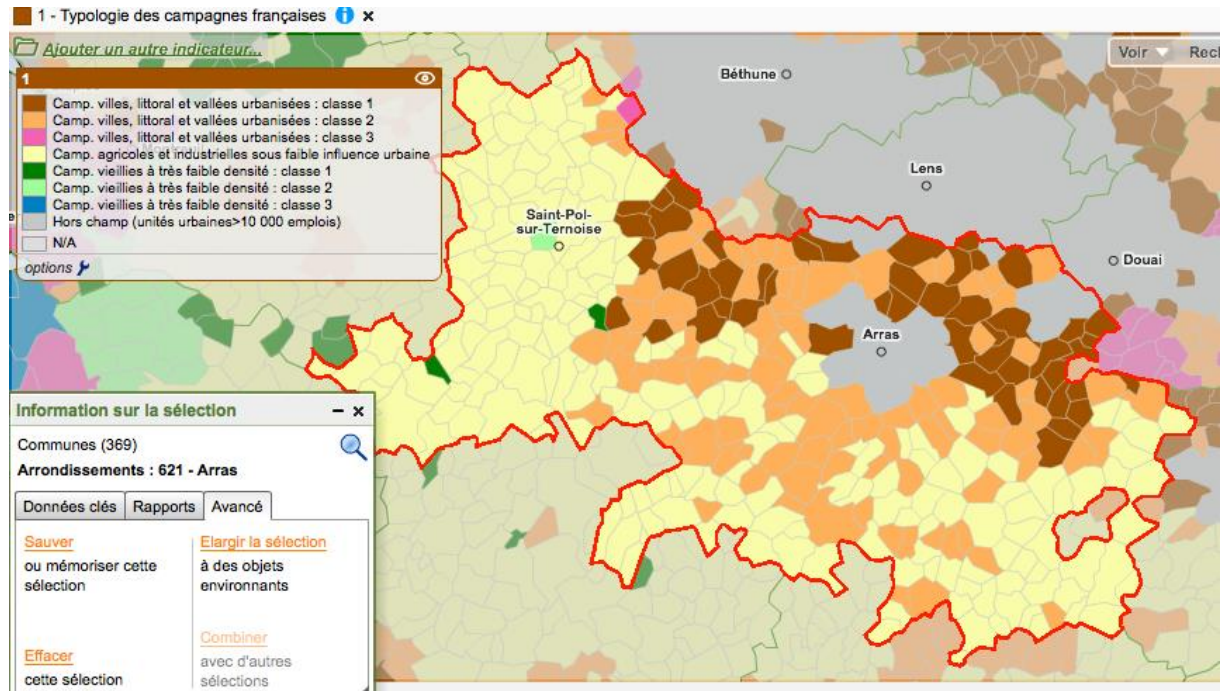 1 - Typologie des campagnes françaises i x
Ajouter un autre indicateur...
Voir
1
Camp. villes, littoral et vallées urbanisées : classe 1
Camp. villes, littoral et vallées urbanisées : classe 2
Camp. villes, littoral et vallées urbanisées : classe 3
Camp. agricoles et industrielles sous faible influence urbaine
Camp. vieillies à très faible densité : classe 1
Camp. vieillies à très faible densité : classe 2
Camp. vieillies à très faible densité : classe 3
Hors champ (unités urbaines>10 000 emplois)
N/A
options
Béthune
Lens
Saint-Pol-
sur-Ternoise
Douai
Arras
Information sur la sélection
Communes (369)
Arrondissements : 621 - Arras
Données clés Rapports Avancé
Sauver
ou mémoriser cette
sélection
Elargir la sélection
à des objets
environnants
Effacer
cette sélection
Combiner
avec d'autres
sélections